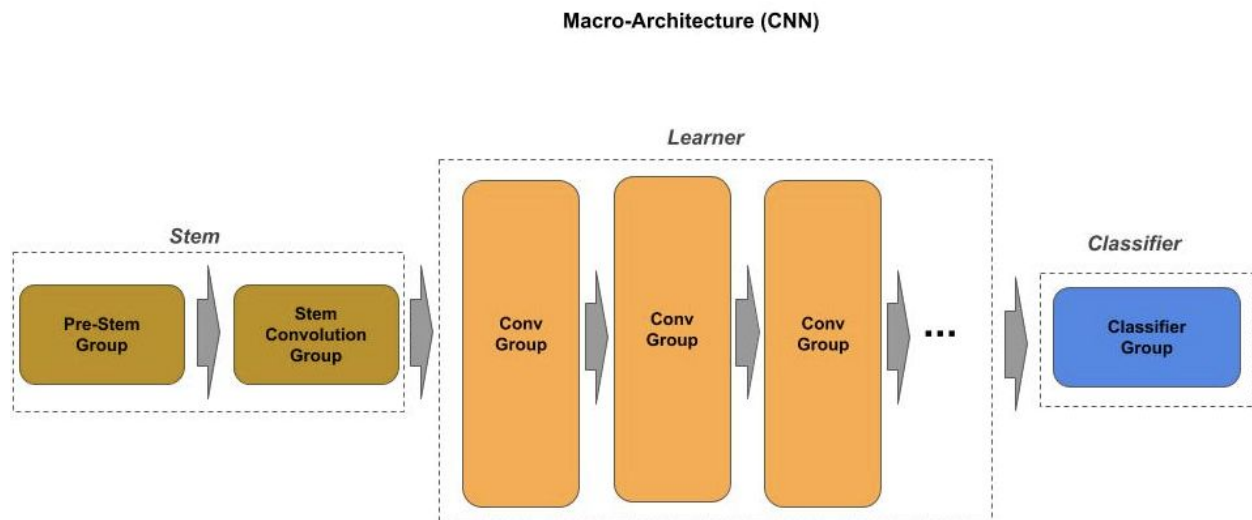 Macro-Architecture (CNN)
Learner
Stem
Classifier
Pre-Stem
Group
Stem
Convolution
Group
Conv
Group
Conv
Group
Conv
Group
...
Classifier
Group